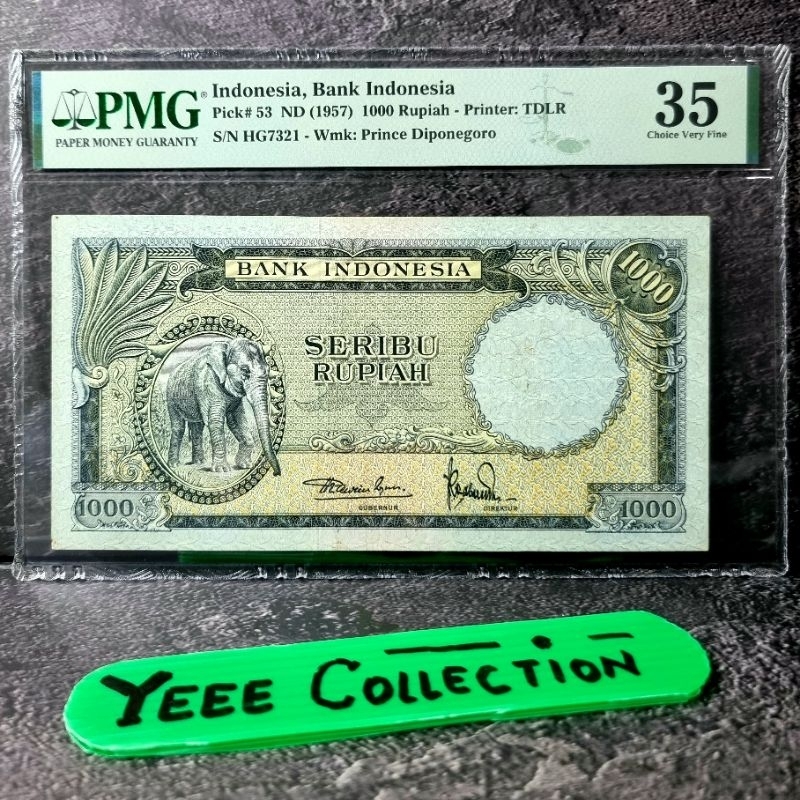 PMG®
PAPER MONEY GUARANTY
Indonesia, Bank Indonesia
Pick# 53 ND (1957) 1000 Rupiah - Printer: TDLR
S/N HG7321 - Wmk: Prince Diponegoro
35
Choice Very Fine
BANK INDONESIA
1000
SERIBU
RUPIAH
GUBERNUR
DIREKTUR
1000
1000
YEEE COLLECTION